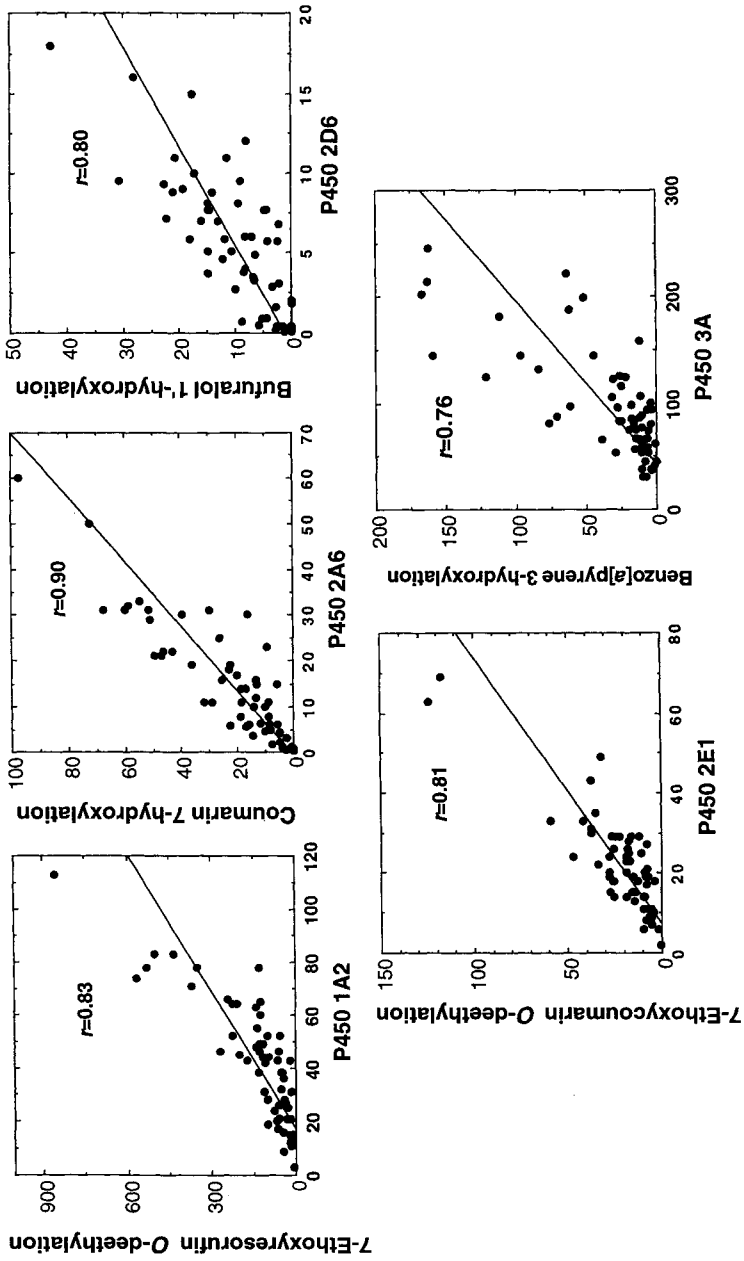 7-Ethoxyresorufin O-deethylation
900
600
300
0
r=0.83
0 20 40 60 80 100 120
P450 1A2
Coumarin 7-hydroxylation
100
80
60
40
20
0
r=0.90
0 10 20 30 40 50 60 70
P450 2A6
Bufuralol 1'-hydroxylation
50
40
30
20
10
0
r=0.80
0 5 10 15 20
P450 2D6
7-Ethoxycoumarin O-deethylation
150
100
50
0
r=0.81
0 20 40 60 80
P450 2E1
Benzo[a]pyrene 3-hydroxylation
200
150
100
50
0
r=0.76
0 100 200 300
P450 3A